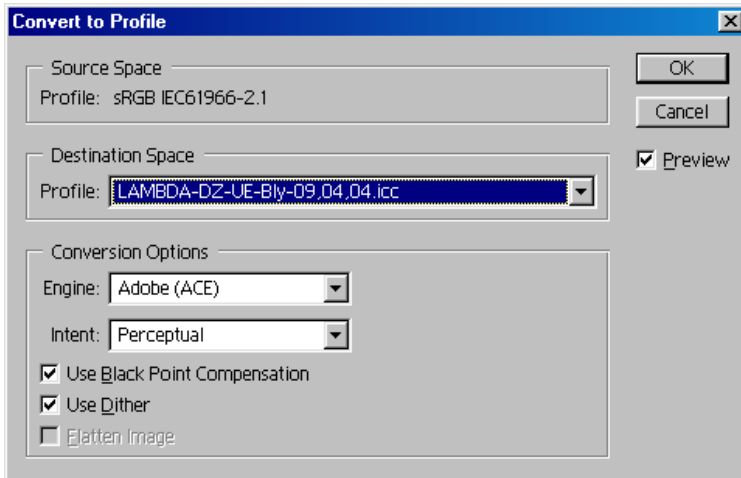 Convert to Profile
Source Space
Profile: sRGB IEC61966-2.1
OK
Cancel
Preview
Destination Space
Profile: LAMBDA-DZ-UE-Bly-09,04,04.icc
Conversion Options
Engine: Adobe (ACE)
Intent: Perceptual
Use Black Point Compensation
Use Dither
Flatten Image